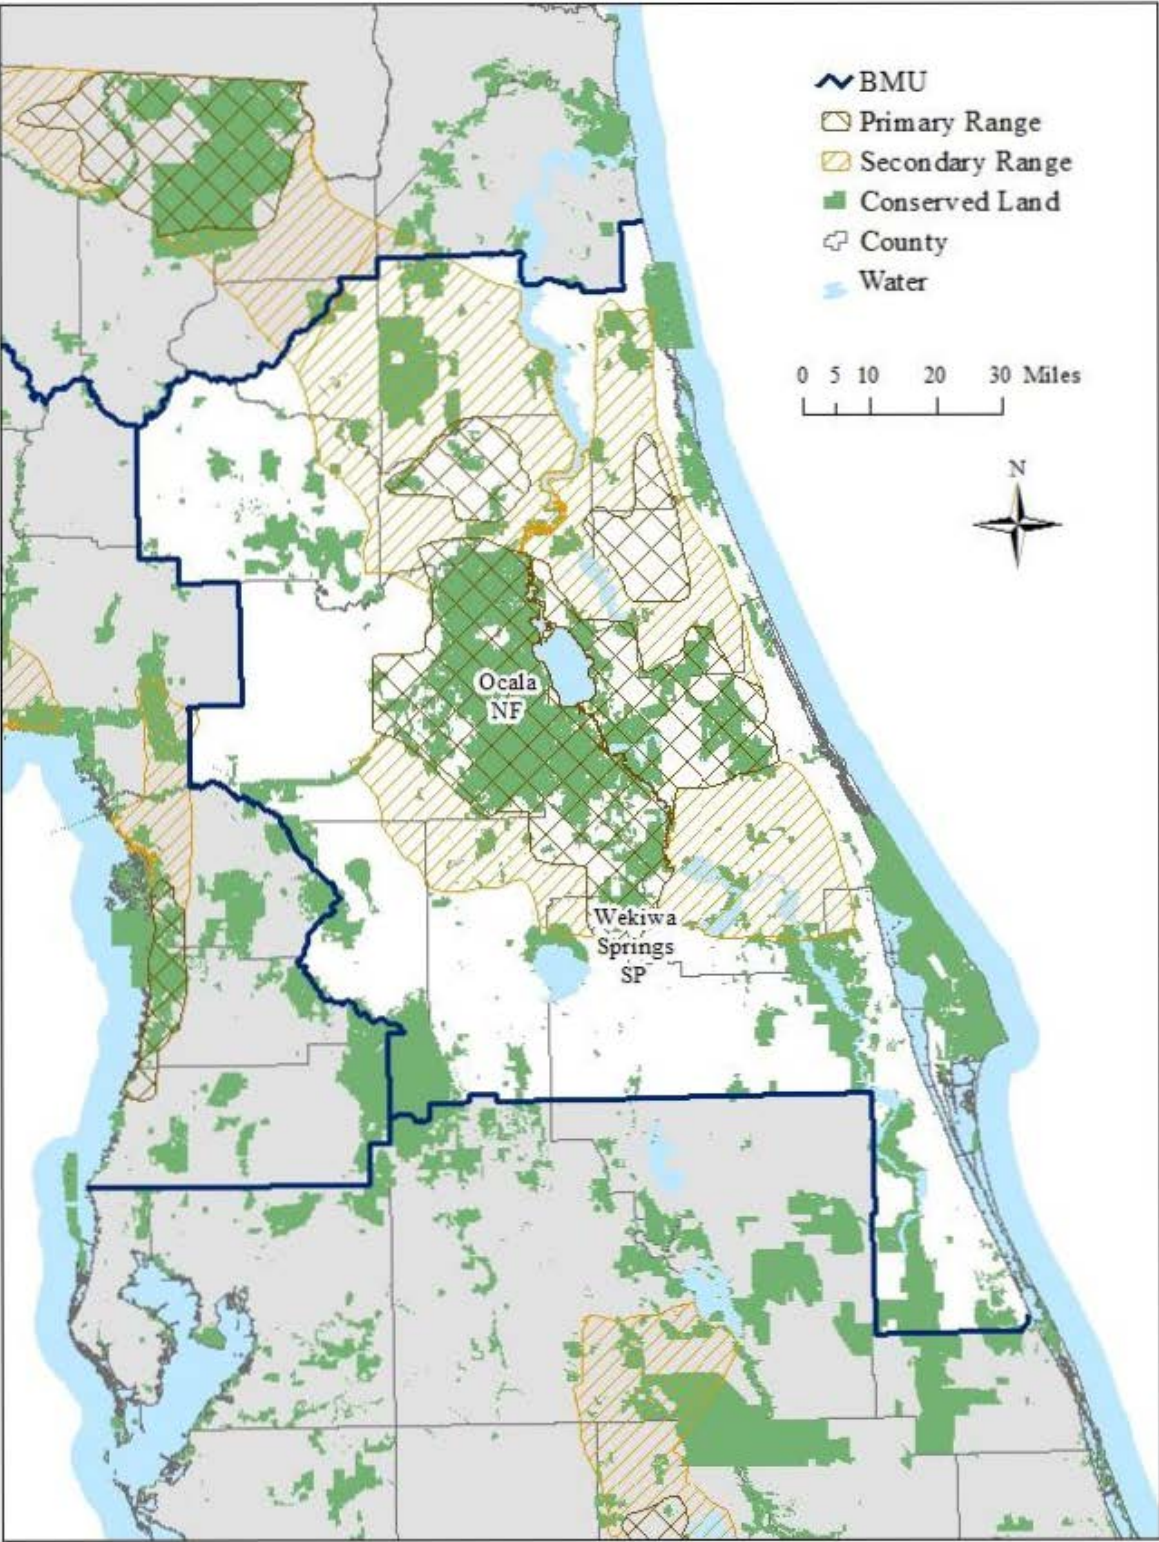 BMU
Primary Range
Secondary Range
Conserved Land
County
Water
0 5 10 20 30 Miles
N
Ocala
NF
Wekiwa
Springs
SP